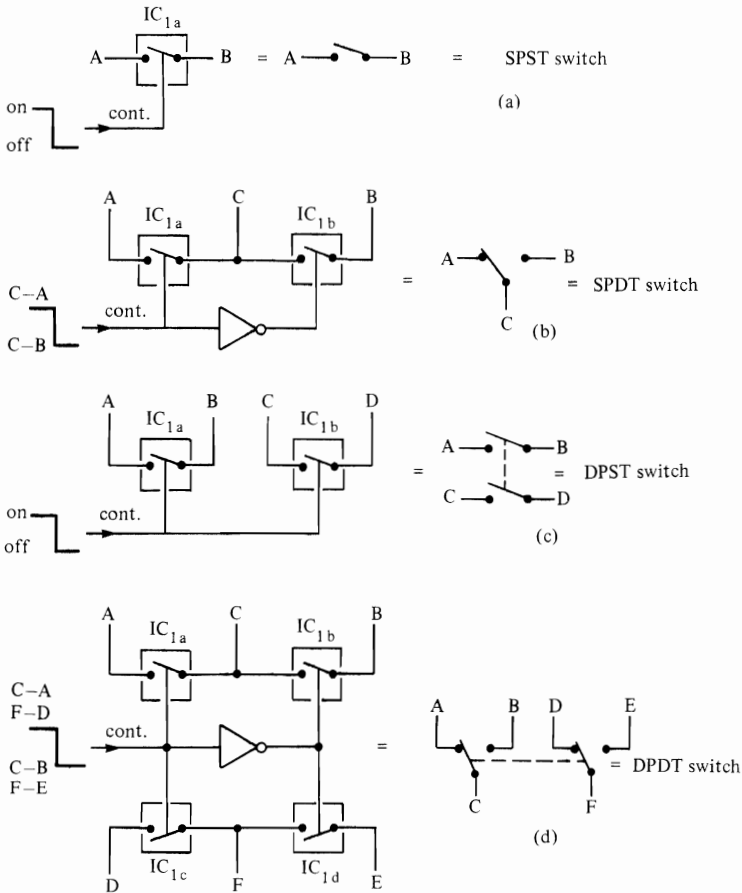 IC1a
A B = A B = SPST switch
(a)
on
cont.
off
A C B
IC1a IC1b
A B
= = SPDT switch
C–A
cont.
C–B
C
(b)
A B C D
IC1a IC1b
A B
= = DPST switch
C D
on
cont.
off
(c)
A C B
IC1a IC1b
C–A
F–D
A B D E
cont.
= = DPDT switch
C–B
F–E
C F
(d)
IC1c IC1d
D F E